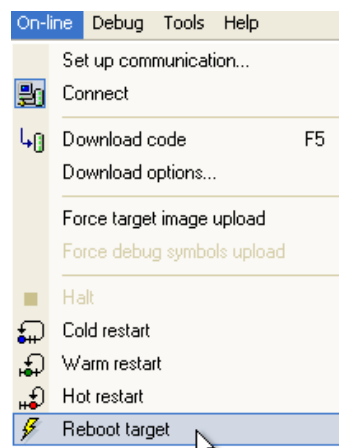 On-line Debug Tools Help
Set up communication...
Connect
Download code F5
Download options...
Force target image upload
Force debug symbols upload
Halt
Cold restart
Warm restart
Hot restart
Reboot target